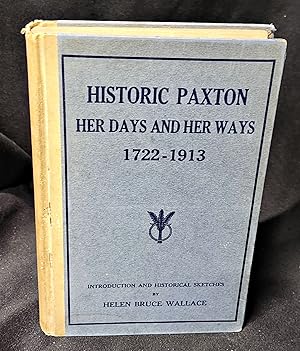 HISTORIC PAXTON
HER DAYS AND HER WAYS
1722-1913
INTRODUCTION AND HISTORICAL SKETCHES
BY
HELEN BRUCE WALLACE